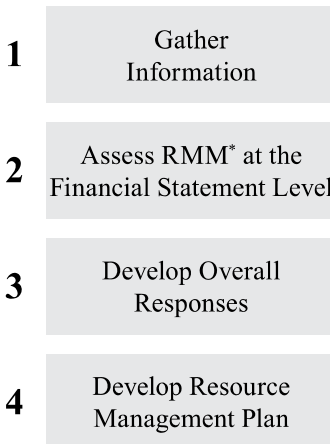 1
Gather
Information
2
Assess RMM* at the
Financial Statement Level
3
Develop Overall
Responses
4
Develop Resource
Management Plan